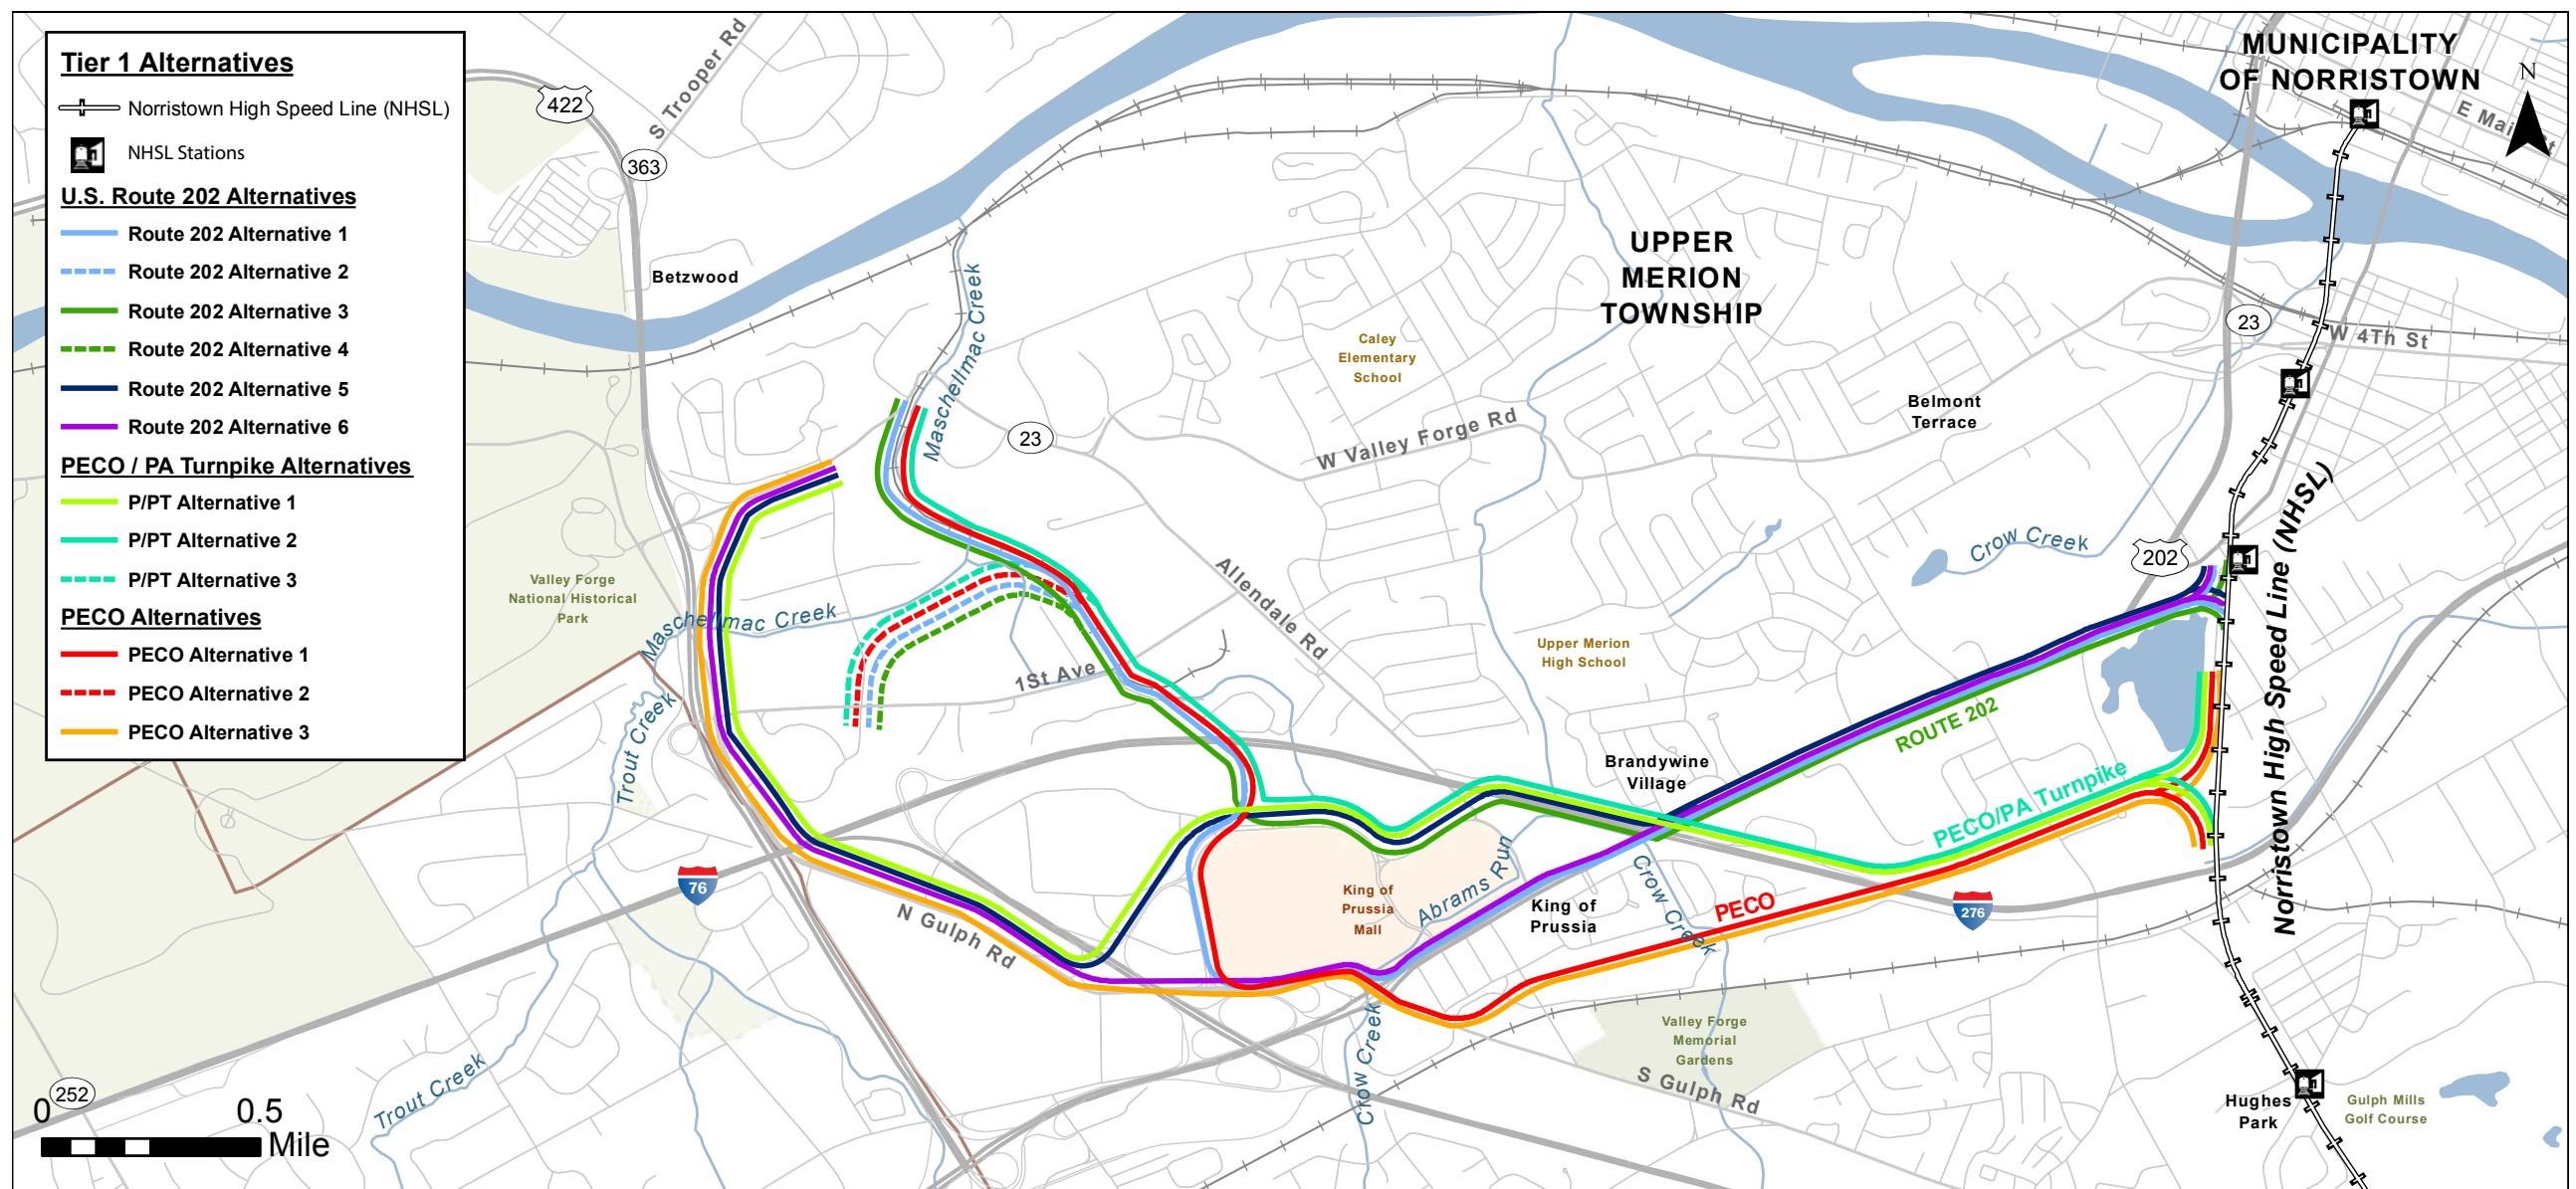 Tier 1 Alternatives
Norristown High Speed Line (NHSL)
NHSL Stations
U.S. Route 202 Alternatives
Route 202 Alternative 1
Route 202 Alternative 2
Route 202 Alternative 3
Route 202 Alternative 4
Route 202 Alternative 5
Route 202 Alternative 6
PECO / PA Turnpike Alternatives
P/PT Alternative 1
P/PT Alternative 2
P/PT Alternative 3
PECO Alternatives
PECO Alternative 1
PECO Alternative 2
PECO Alternative 3
422
S Trooper Rd
363
Betzwood
MUNICIPALITY
OF NORRISTOWN
N
E Main St
UPPER
MERION
TOWNSHIP
Maschellmac Creek
Caley
Elementary
School
23
W 4Th St
23
W Valley Forge Rd
Belmont
Terrace
Crow Creek
202
Norristown High Speed Line (NHSL)
Valley Forge
National Historical
Park
Maschellmac Creek
Allendale Rd
1St Ave
Upper Merion
High School
Trout Creek
ROUTE 202
Brandywine
Village
PECO/PA Turnpike
76
N Gulph Rd
King of
Prussia
Mall
Abrams Run
King of
Prussia
Crow Creek
PECO
276
Valley Forge
Memorial
Gardens
S Gulph Rd
Crow Creek
Trout Creek
252
0
0.5
Mile
Hughes
Park
Gulph Mills
Golf Course